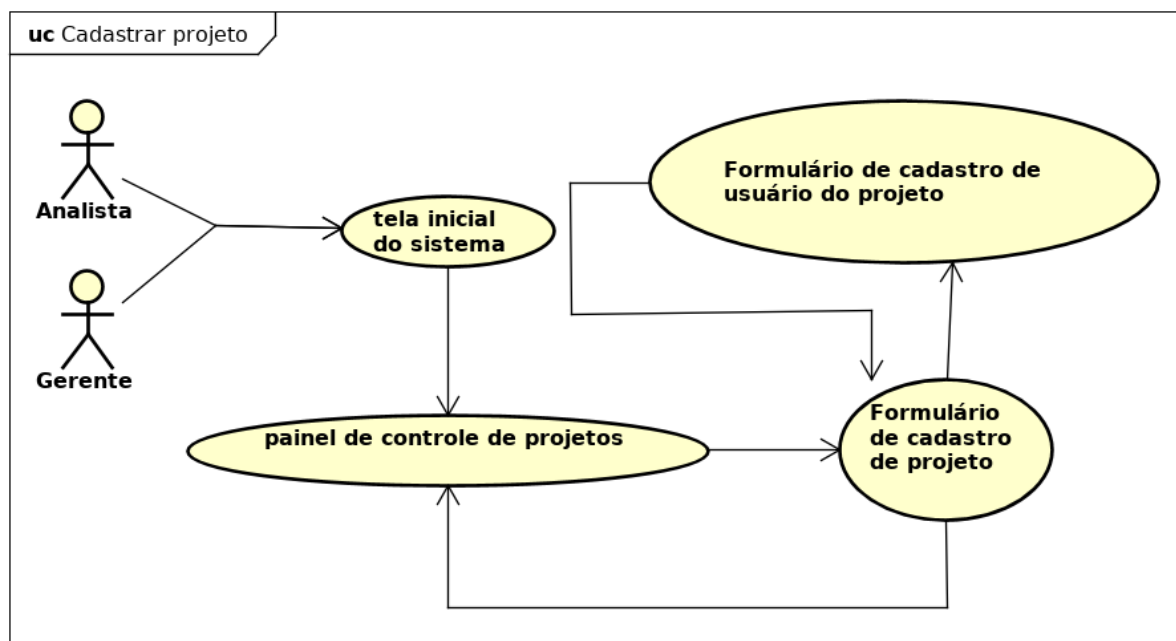 uc Cadastrar projeto
Analista
Gerente
tela inicial
do sistema
Formulário de cadastro de
usuário do projeto
painel de controle de projetos
Formulário
de cadastro
de projeto